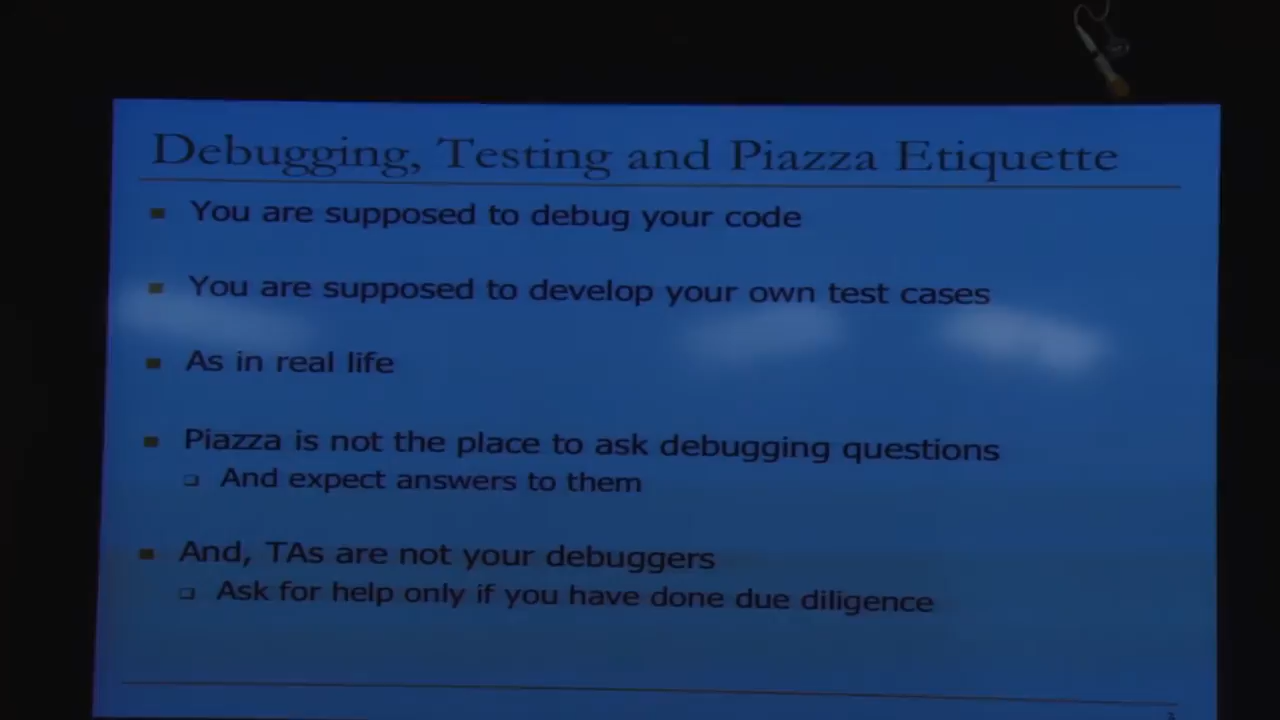 Debugging, Testing and Piazza Etiquette
You are supposed to debug your code
You are supposed to develop your own test cases
As in real life
Piazza is not the place to ask debugging questions
And expect answers to them
And, TAs are not your debuggers
Ask for help only if you have done due diligence